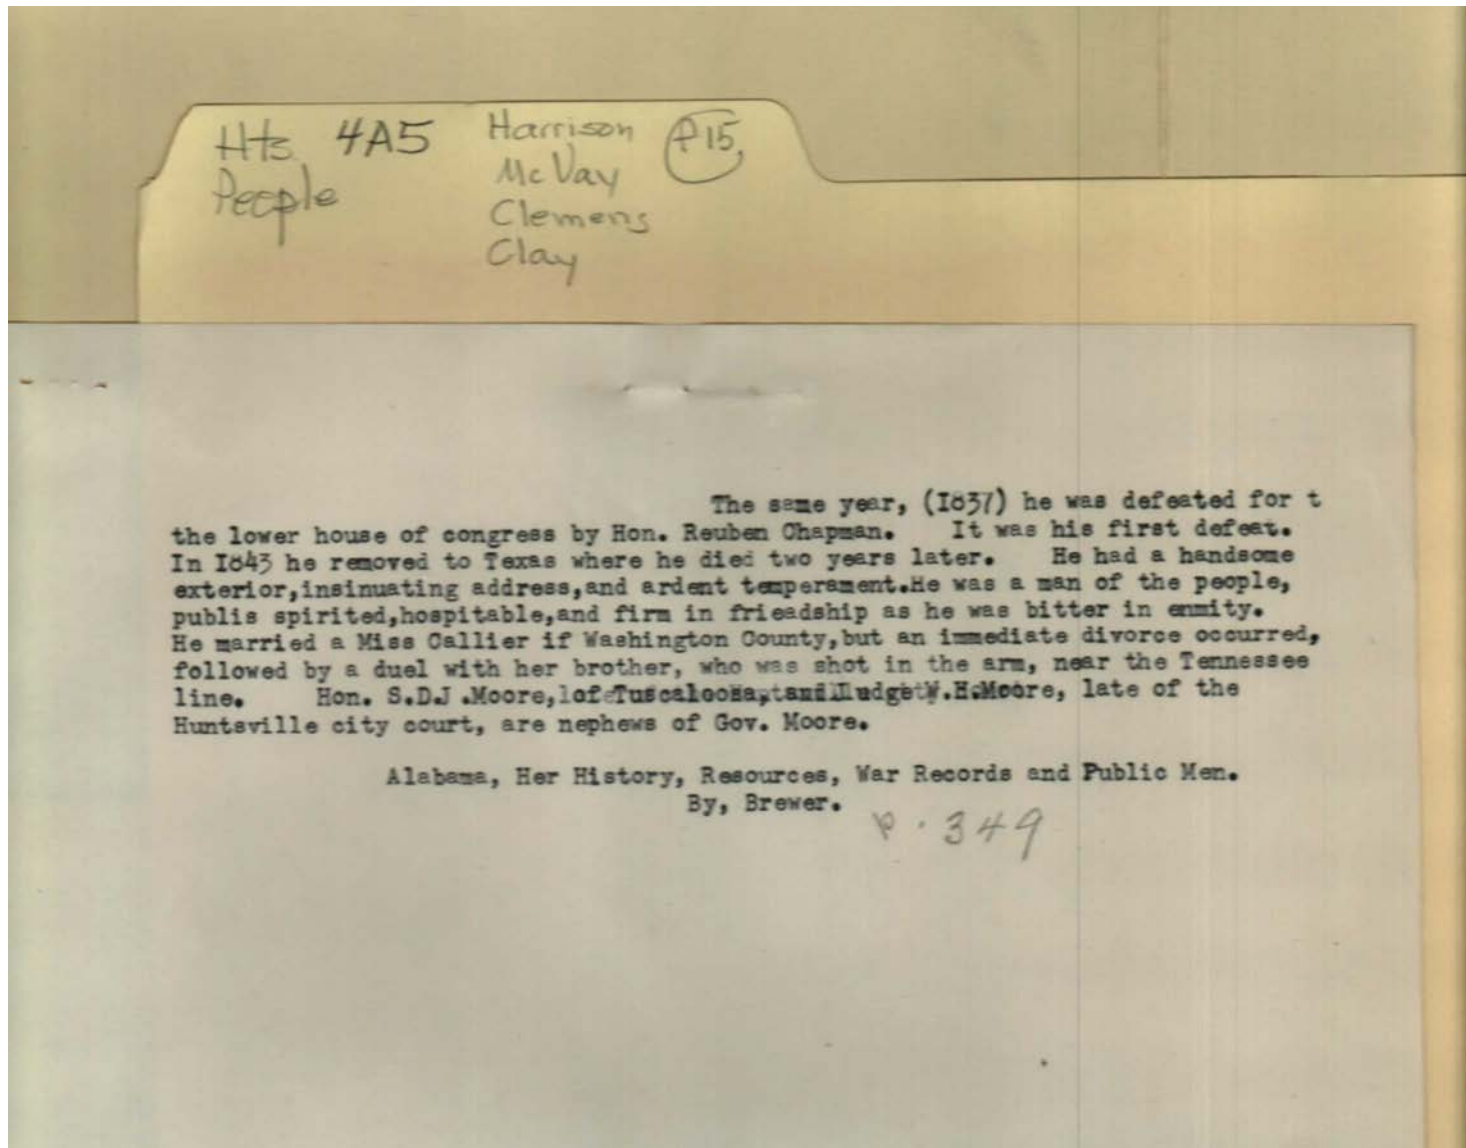 Hts 4A5
People
Harrison
McVay
Clemens
Clay
P15
The same year, (I837) he was defeated for t
the lower house of congress by Hon. Reuben Chapman. It was his first defeat.
In I843 he removed to Texas where he died two years later. He had a handsome
exterior,insinuating address,and ardent temperament.He was a man of the people,
publis spirited,hospitable,and firm in frieadship as he was bitter in enmity.
He married a Miss Callier if Washington County,but an immediate divorce occurred,
followed by a duel with her brother, who was shot in the arm, near the Tennessee
line. Hon. S.D.J .Moore, of Tuscaloosa, and Judge W.H.Moore, late of the
Huntsville city court, are nephews of Gov. Moore.
Alabama, Her History, Resources, War Records and Public Men.
By, Brewer.
p. 349